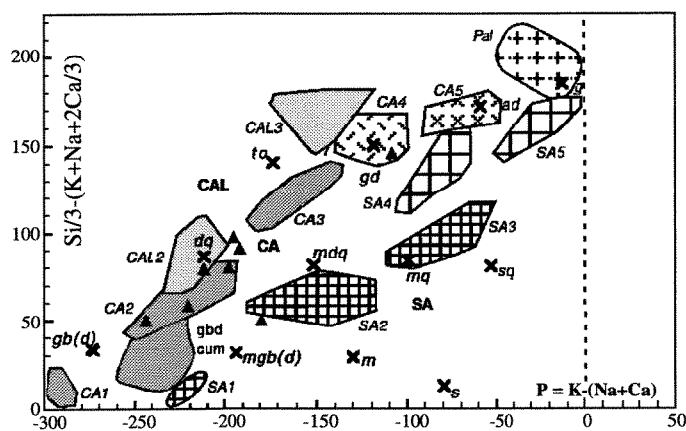 Si/3-(K+Na+2Ca/3)
200
150
100
50
0
Pal
g
CA5
ad
CA4
CAL3
gd
SA5
to
SA4
CAL
CA3
SA3
CAL2
dq
CA
mdq
mq
sq
SA
CA2
gb(d)
gbd
cum
SA2
mgb(d)
m
CA1
SA1
s
P = K-(Na+Ca)
-300 -250 -200 -150 -100 -50 0 50